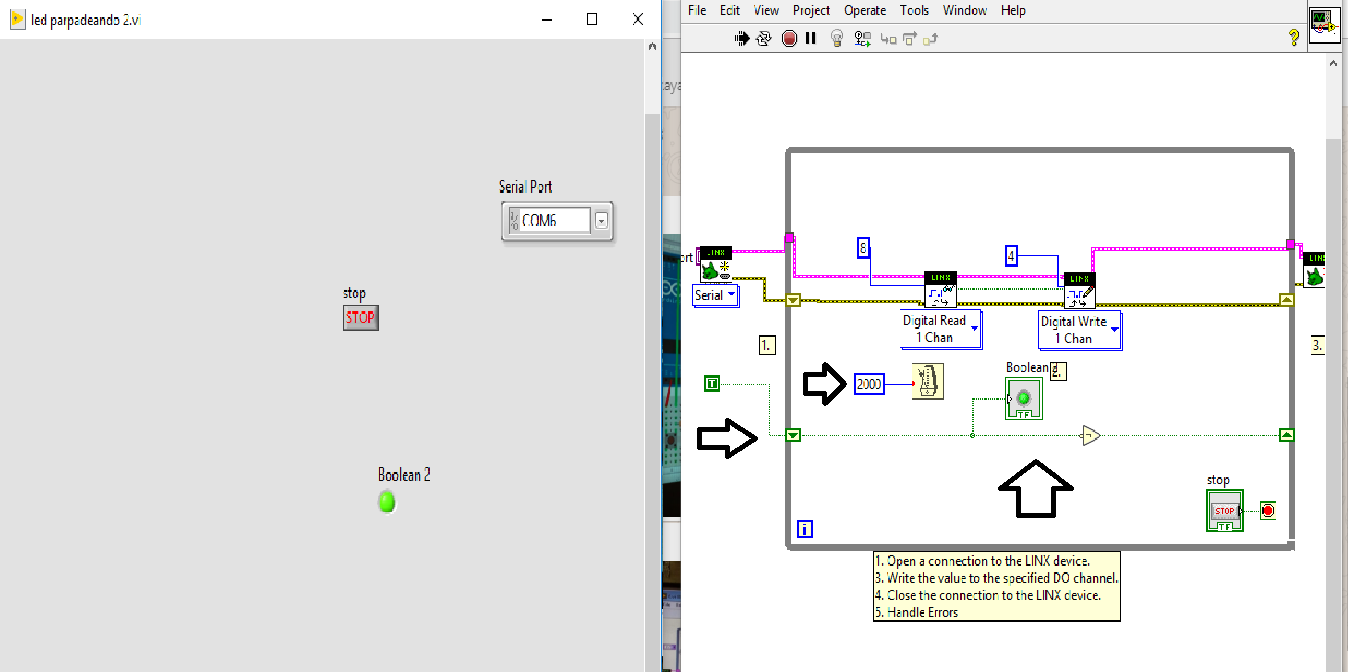 led parpadeando 2.vi
Serial Port
COM6
stop
STOP
Boolean 2
File Edit View Project Operate Tools Window Help
LINX
Serial
1.
8
4
LINX
LINX
Digital Read
1 Chan
Digital Write
1 Chan
3.
T
2000
Boolean
2.
TF
stop
STOP
TF
i
1. Open a connection to the LINX device.
3. Write the value to the specified DO channel.
4. Close the connection to the LINX device.
5. Handle Errors